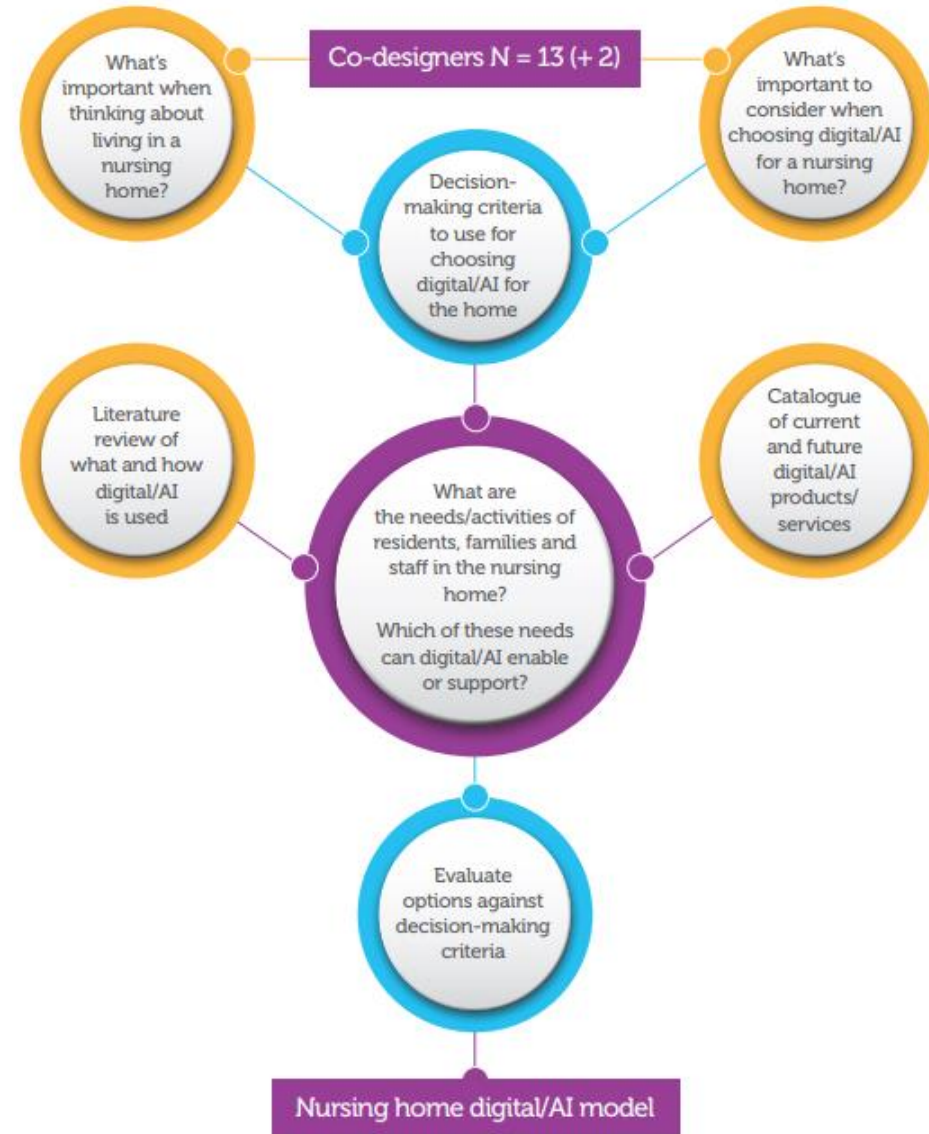 Co-designers N = 13 (+ 2)
What's
important when
thinking about
living in a
nursing
home?
What's
important to
consider when
choosing digital/AI
for a nursing
home?
Decision-
making criteria
to use for
choosing
digital/AI for
the home
Literature
review of
what and how
digital/AI
is used
What are
the needs/activities of
residents, families and
staff in the nursing
home?
Which of these needs
can digital/AI enable
or support?
Catalogue
of current
and future
digital/AI
products/
services
Evaluate
options against
decision-making
criteria
Nursing home digital/AI model